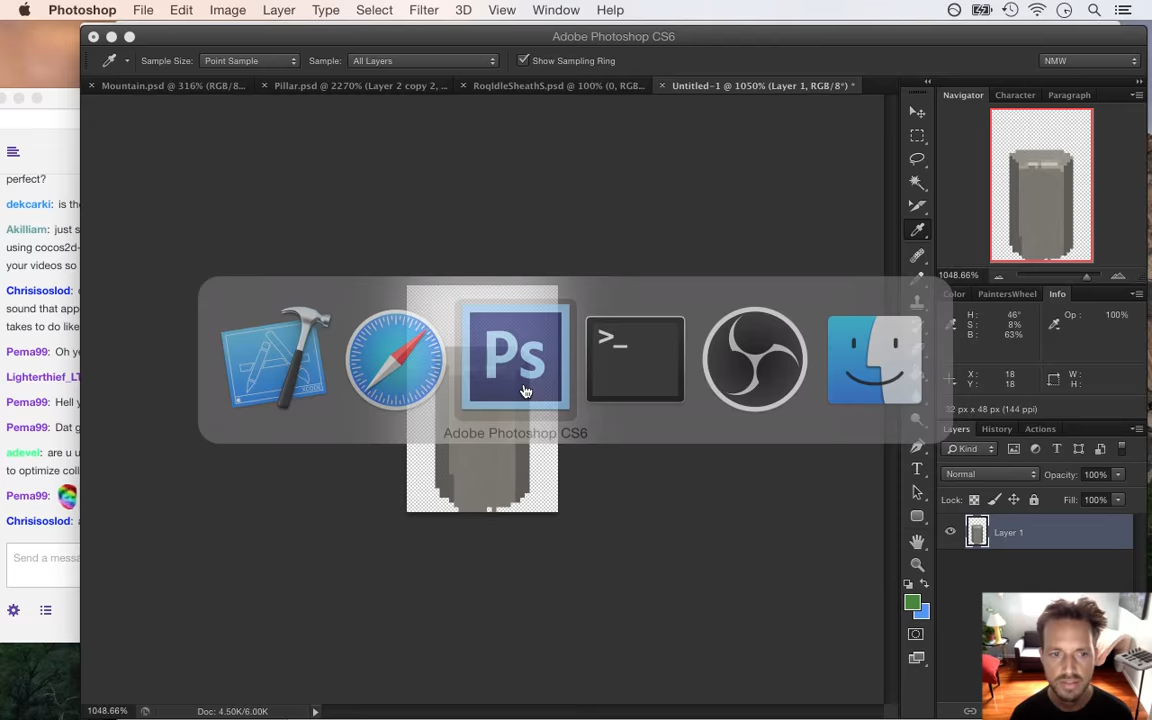 Photoshop File Edit Image Layer Type Select Filter 3D View Window Help
Adobe Photoshop CS6
Sample Size: Point Sample Sample: All Layers Show Sampling Ring NMW
Mountain.psd @ 316% (RGB/8... Pillar.psd @ 2270% (Layer 2 copy 2, ... RoqIdleSheathS.psd @ 100% (0, RGB... Untitled-1 @ 1050% (Layer 1, RGB/8*) *
Navigator Character Paragraph
perfect?
dekcarki: is the
Akilliam: just s
using cocos2d-
your videos so
Chrisisoslod:
sound that app
takes to do like
Pema99: Oh ye
Lighterthief_LT
Pema99: Hell y
Pema99: Dat g
adevel: are u u
to optimize coll
Pema99:
Chrisisoslod: a
Send a messa
Ps
>_
Adobe Photoshop CS6
1048.66%
Color PaintersWheel Info
H: 46°
S: 8%
B: 63%
Op: 100%
X: 18
Y: 18
W:
H:
32 px x 48 px (144 ppi)
Layers History Actions
Kind
Normal Opacity: 100%
Lock: Fill: 100%
Layer 1
1048.66% Doc: 4.50K/6.00K